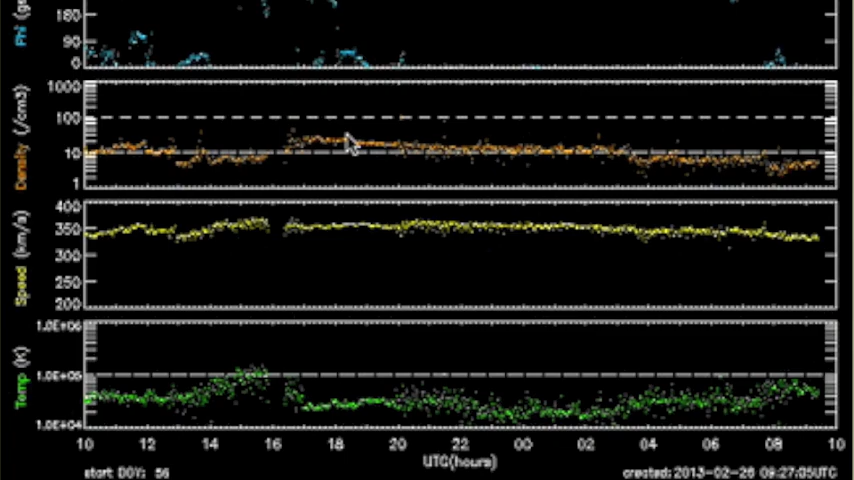 180
Phi (gs
90
0
1000
100
Density (/cm3)
10
1
400
350
Speed (km/s)
300
250
200
1.0E+06
Temp (K)
1.0E+05
1.0E+04
10 12 14 16 18 20 22 00 02 04 06 08 10
UTC(hours)
start DOY: 56 created:2013-02-26 09:27:05UTC